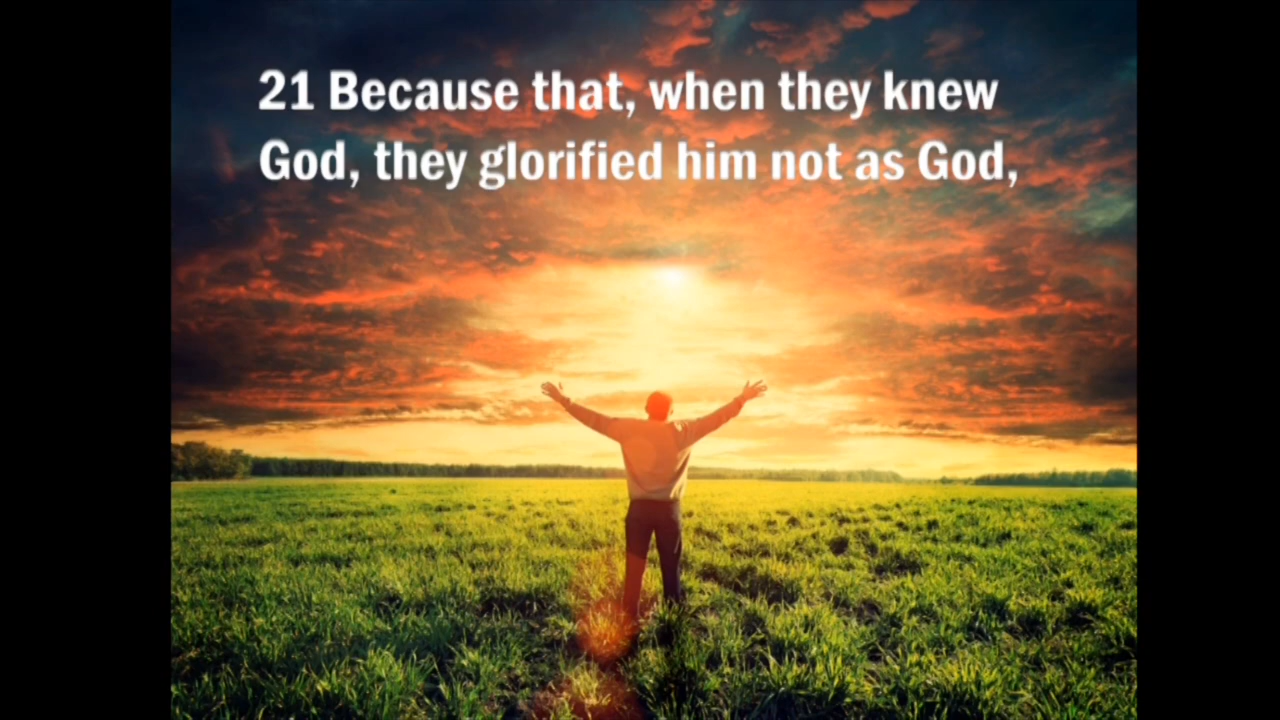 21 Because that, when they knew
God, they glorified him not as God,